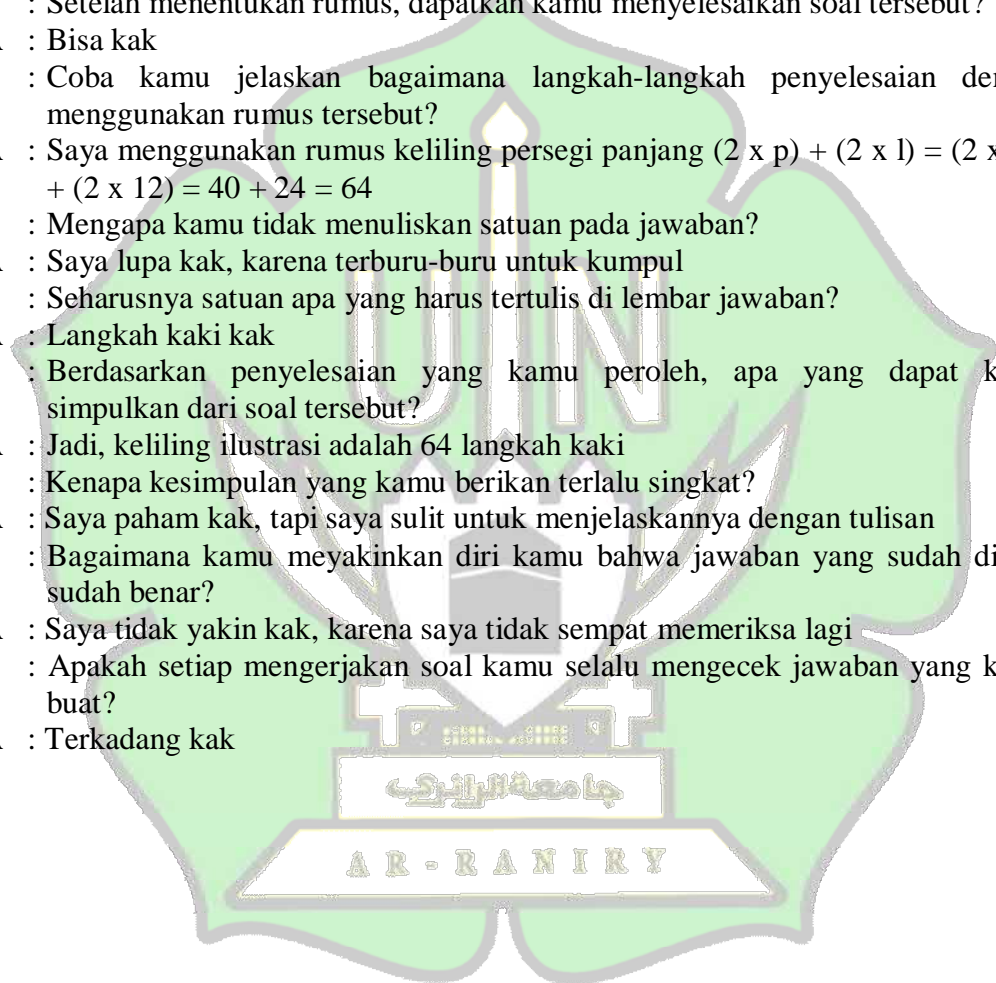 : Setelah menentukan rumus, dapatkah kamu menyelesaikan soal tersebut?
: Bisa kak
: Coba kamu jelaskan bagaimana langkah-langkah penyelesaian
menggunakan rumus tersebut?
: Saya menggunakan rumus keliling persegi panjang (2 x p) + (2 x l) = (2 x
+ (2 x 12) = 40 + 24 = 64
: Mengapa kamu tidak menuliskan satuan pada jawaban?
: Saya lupa kak, karena terburu-buru untuk kumpul
: Seharusnya satuan apa yang harus tertulis di lembar jawaban?
: Langkah kaki kak
: Berdasarkan penyelesaian yang kamu peroleh, apa yang dapat
simpulkan dari soal tersebut?
: Jadi, keliling ilustrasi adalah 64 langkah kaki
: Kenapa kesimpulan yang kamu berikan terlalu singkat?
: Saya paham kak, tapi saya sulit untuk menjelaskannya dengan tulisan
: Bagaimana kamu meyakinkan diri kamu bahwa jawaban yang sudah
sudah benar?
: Saya tidak yakin kak, karena saya tidak sempat memeriksa lagi
: Apakah setiap mengerjakan soal kamu selalu mengecek jawaban yang
buat?
: Terkadang kak
UIN
جامعة الرانري
AR-RANIRY